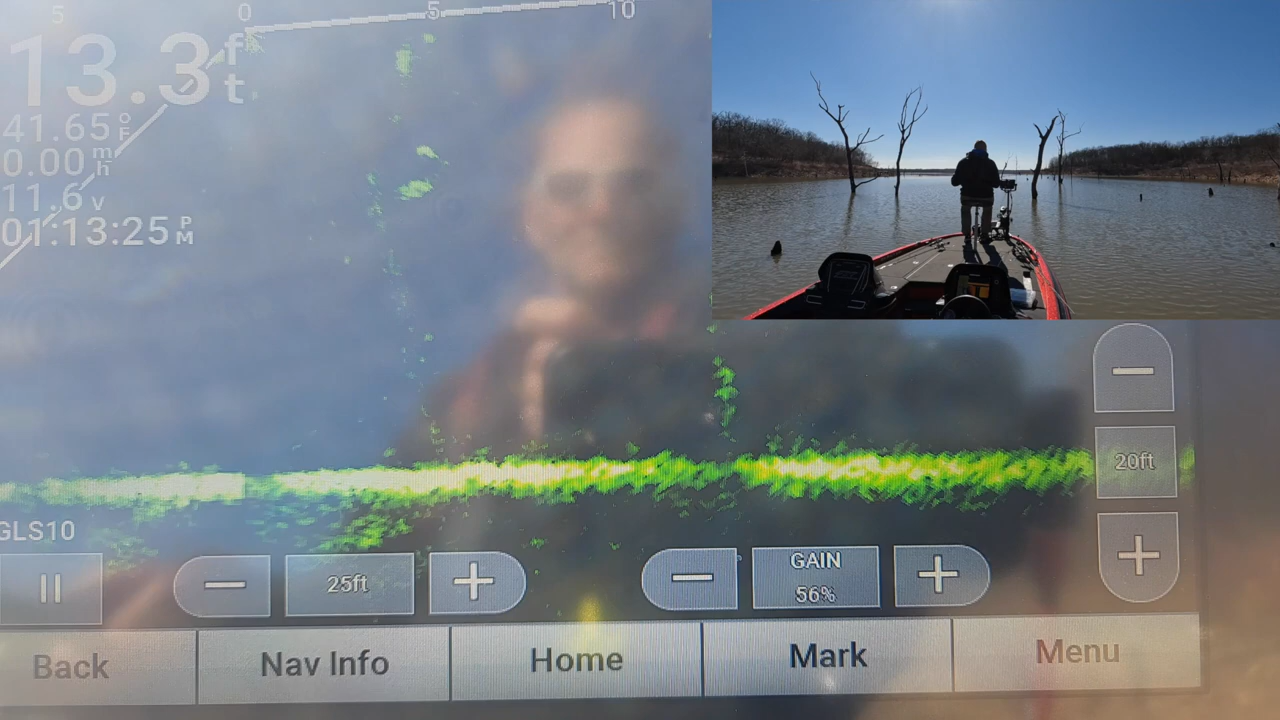 5 0 5 10
13.3 ft
41.65 °F
0.00 mh
11.6 v
01:13:25 PM
20ft
GLS10
25ft
GAIN
56%
Back Nav Info Home Mark Menu